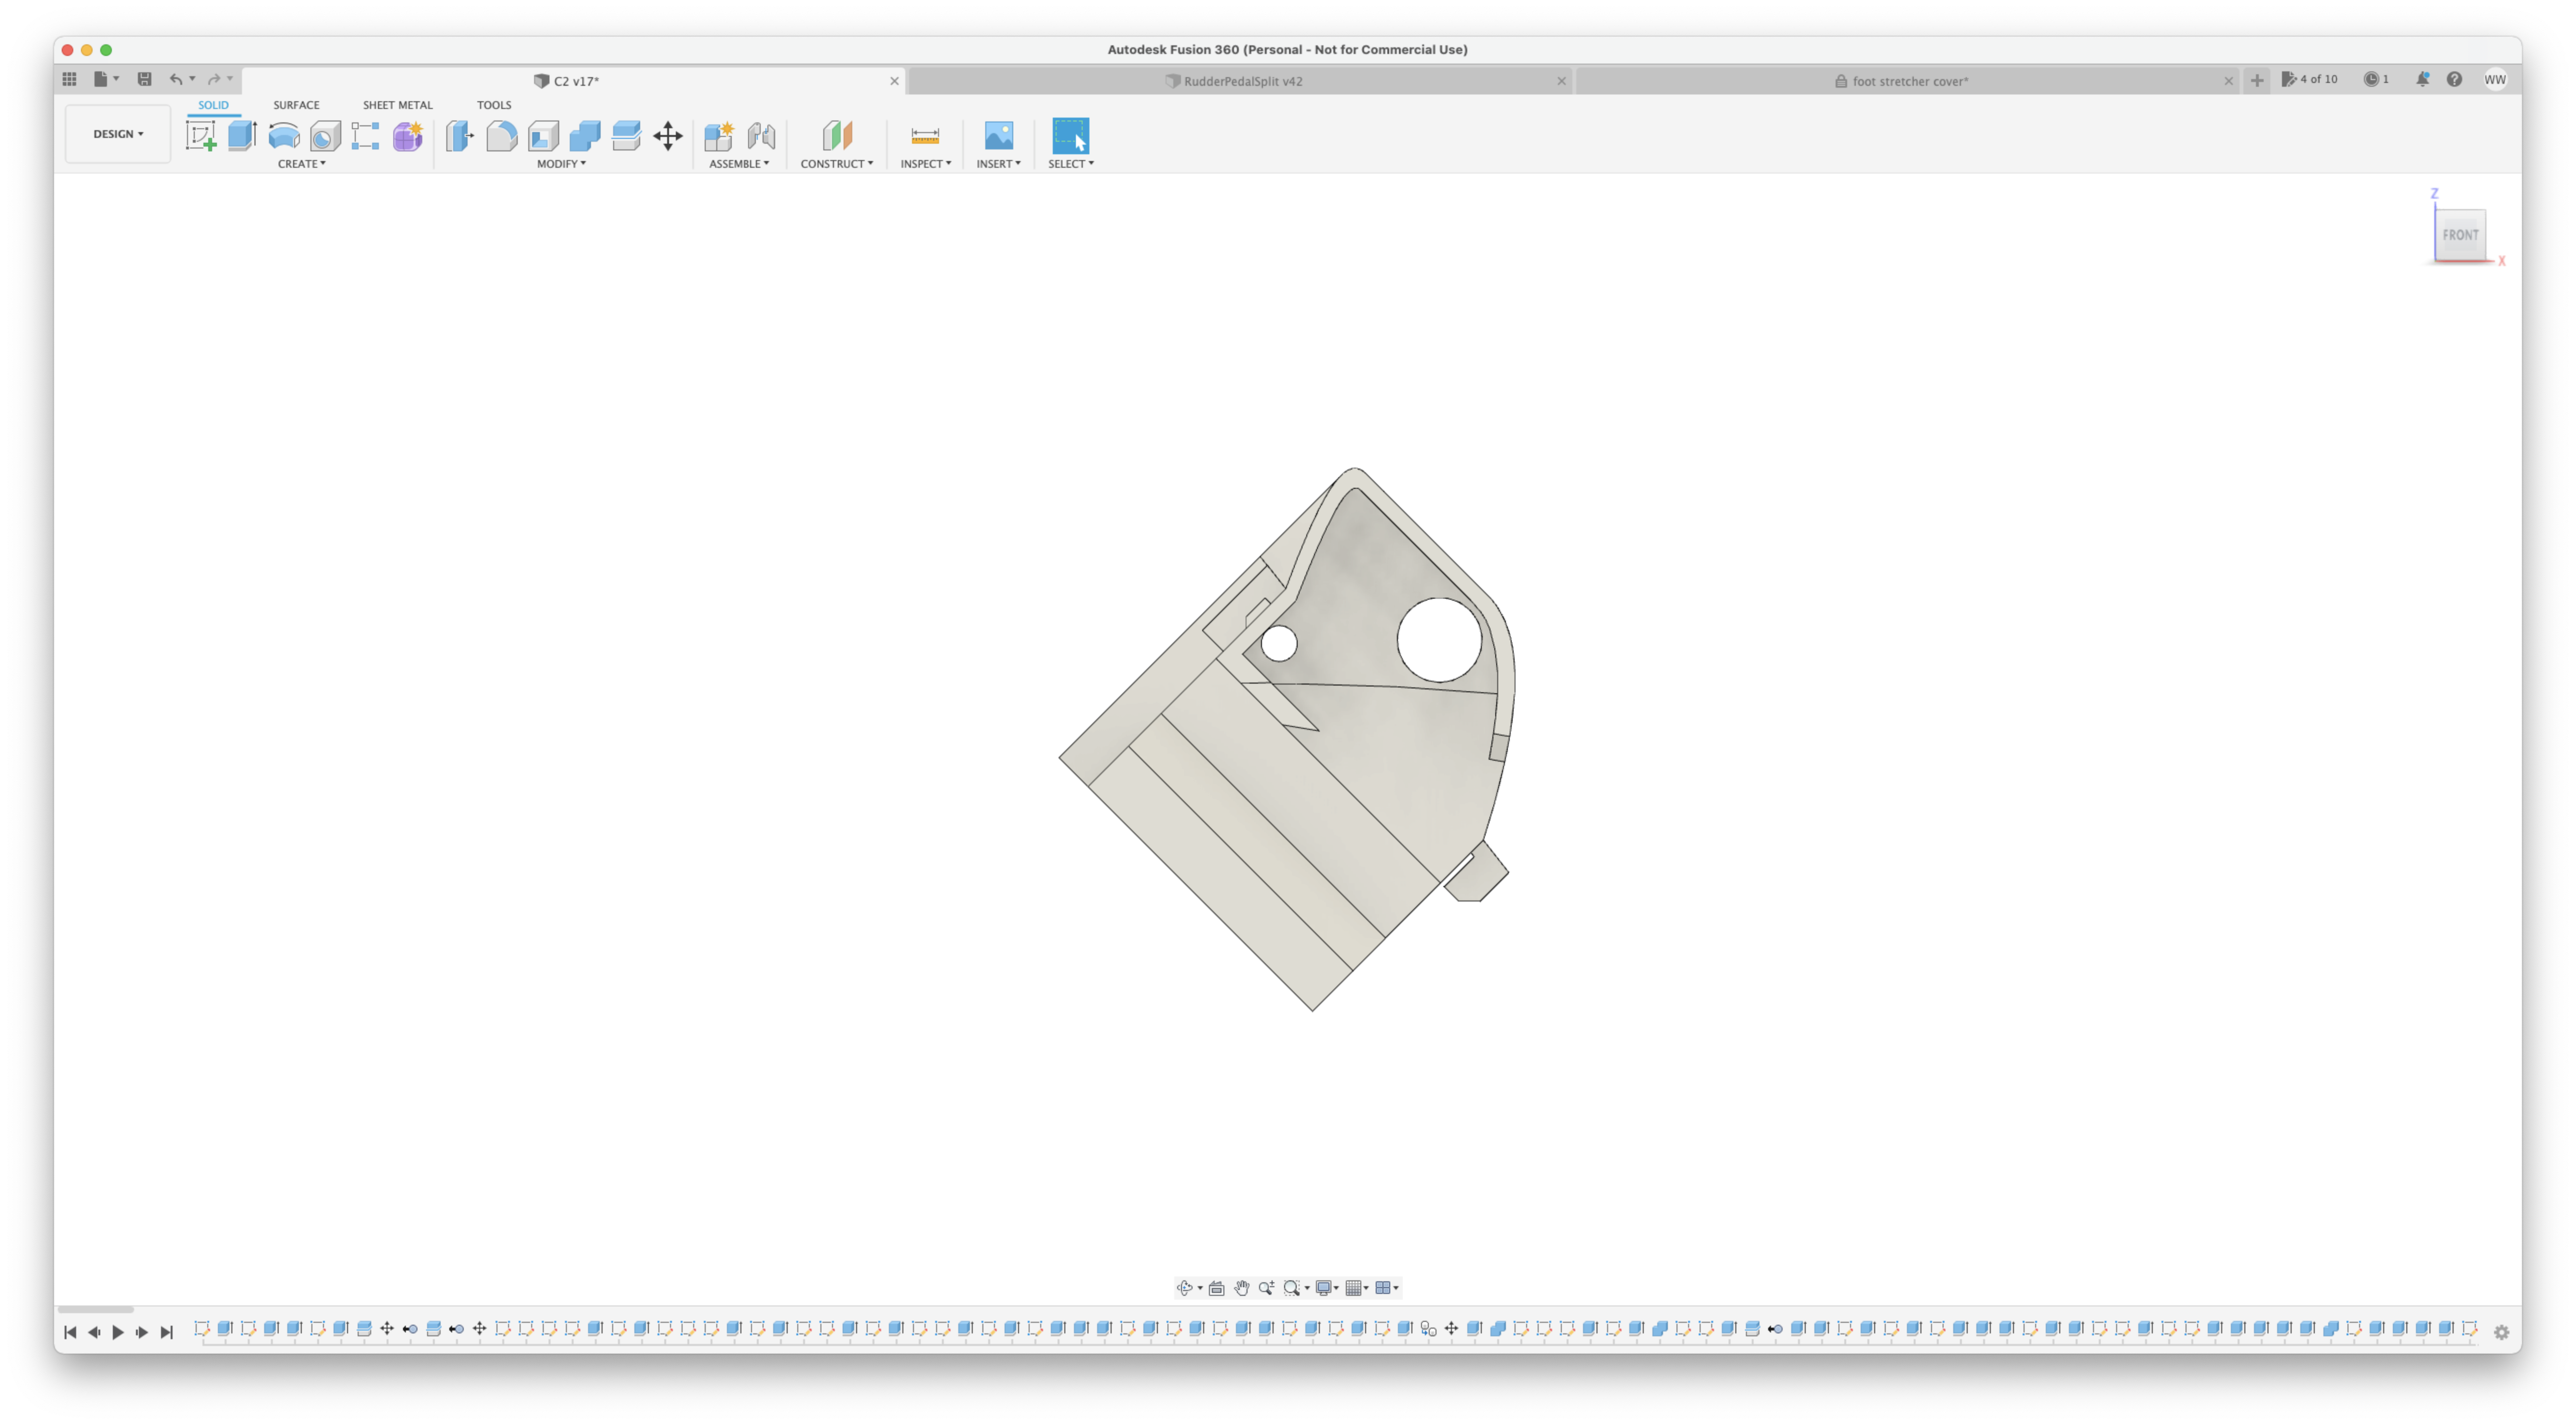 Autodesk Fusion 360 (Personal - Not for Commercial Use)
C2 v17*
RudderPedalSplit v42
foot stretcher cover*
4 of 10
1
WW
SOLID
SURFACE
SHEET METAL
TOOLS
DESIGN
CREATE
MODIFY
ASSEMBLE
CONSTRUCT
INSPECT
INSERT
SELECT
Z
FRONT
X